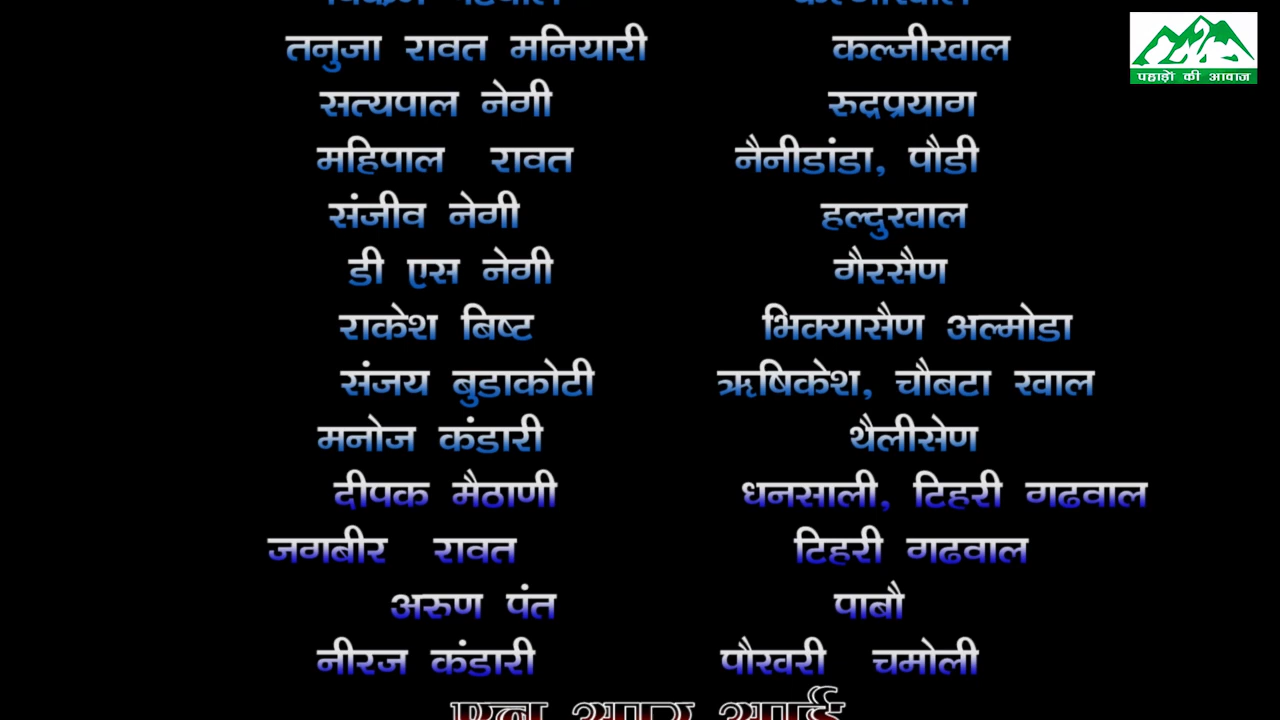 तनुजा रावत मनियारी कल्जीखाल
पहाड़ों की आवाज
सत्यपाल नेगी रुद्रप्रयाग
महिपाल रावत नैनीडांडा, पौडी
संजीव नेगी हल्दुखाल
डी एस नेगी गैरसैण
राकेश बिष्ट भिक्यासैण अल्मोडा
संजय बुडाकोटी ऋषिकेश, चौबटा खाल
मनोज कंडारी थैलीसेण
दीपक मैठाणी धनसाली, टिहरी गढवाल
जगबीर रावत टिहरी गढवाल
अरुण पंत पाबौ
नीरज कंडारी पौखरी चमोली